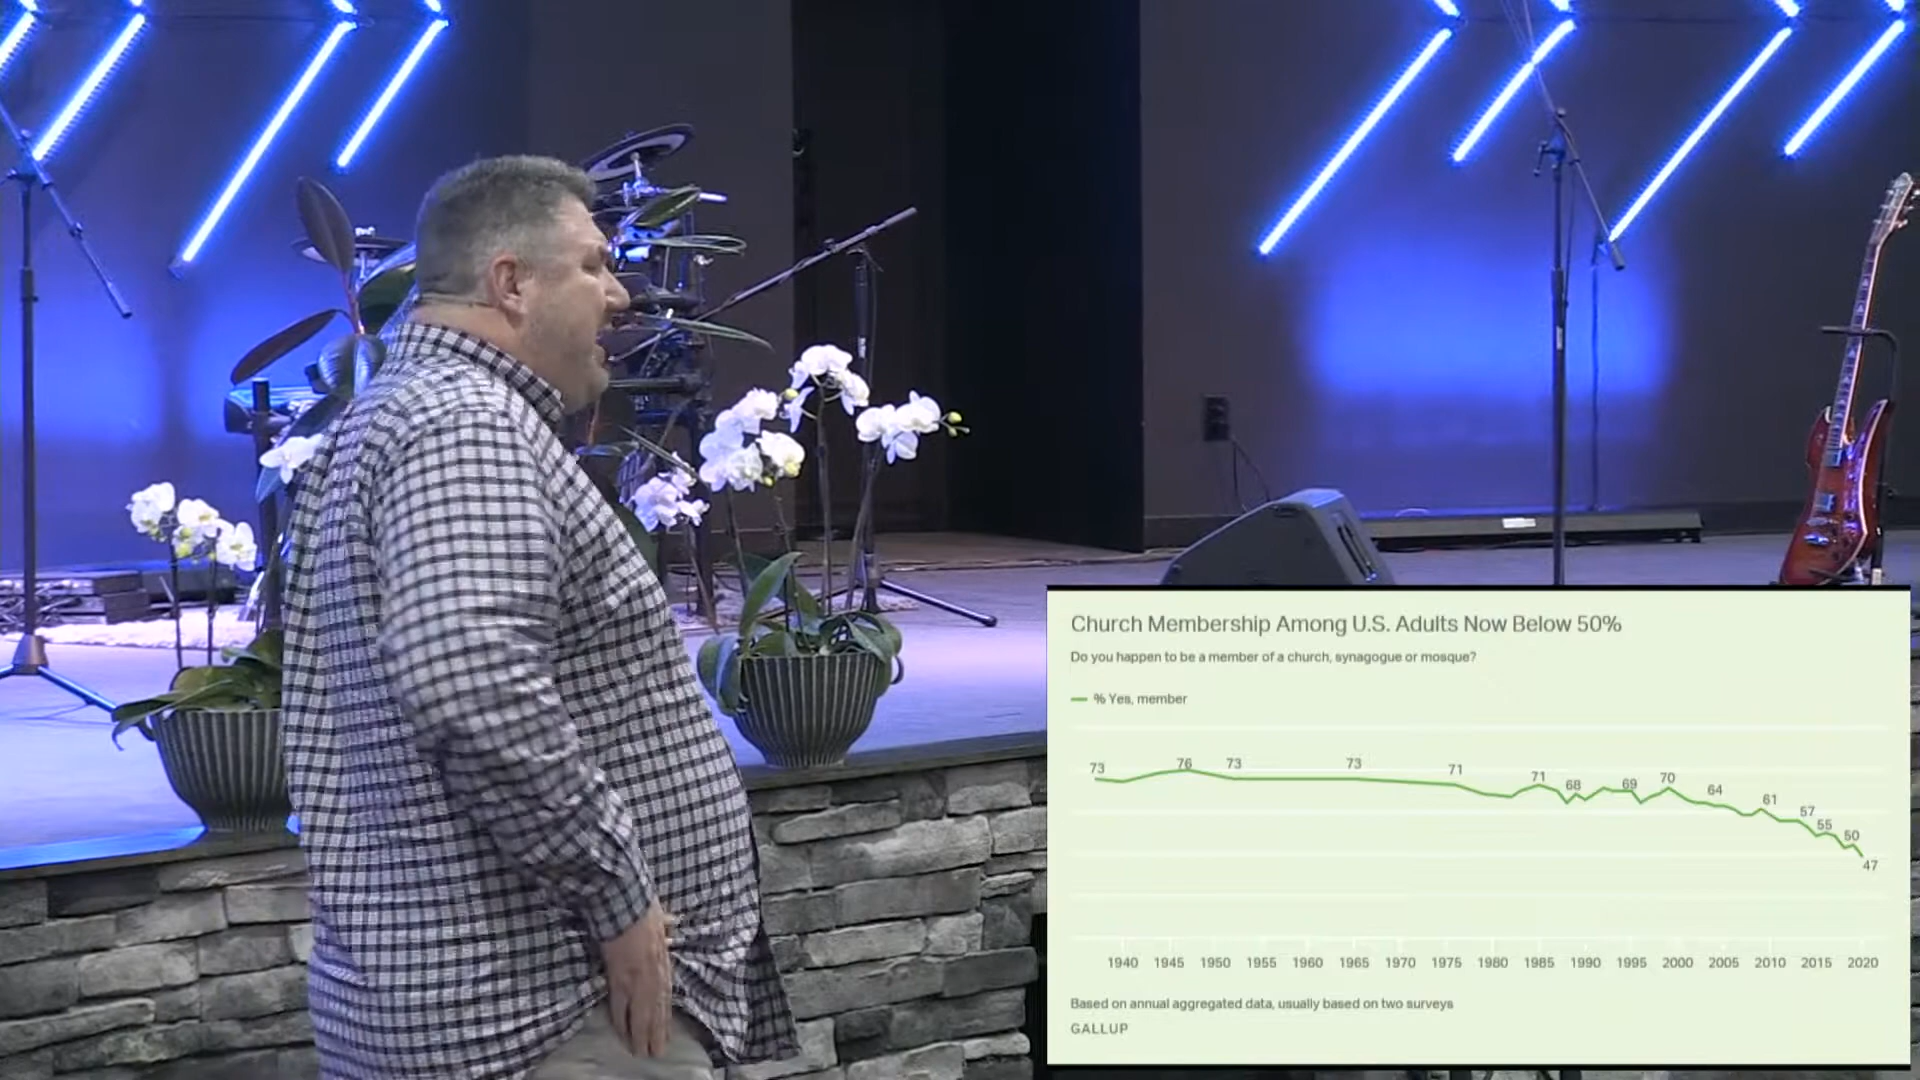 Church Membership Among U.S. Adults Now Below 50%
Do you happen to be a member of a church, synagogue or mosque?
% Yes, member
73 76 73 73 71 71 68 69 70 64 61 57 55 50 47
1940 1945 1950 1955 1960 1965 1970 1975 1980 1985 1990 1995 2000 2005 2010 2015 2020
Based on annual aggregated data, usually based on two surveys
GALLUP